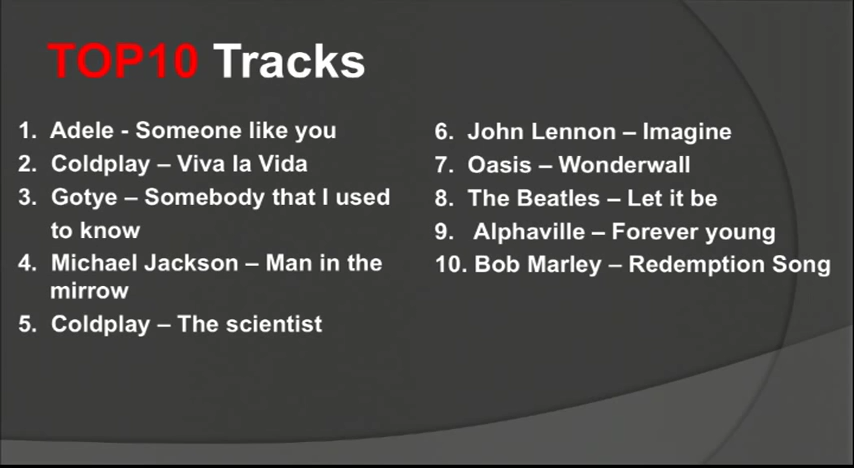 TOP10 Tracks
1. Adele - Someone like you
2. Coldplay – Viva la Vida
3. Gotye – Somebody that I used
to know
4. Michael Jackson – Man in the
mirrow
5. Coldplay – The scientist
6. John Lennon – Imagine
7. Oasis – Wonderwall
8. The Beatles – Let it be
9. Alphaville – Forever young
10. Bob Marley – Redemption Song